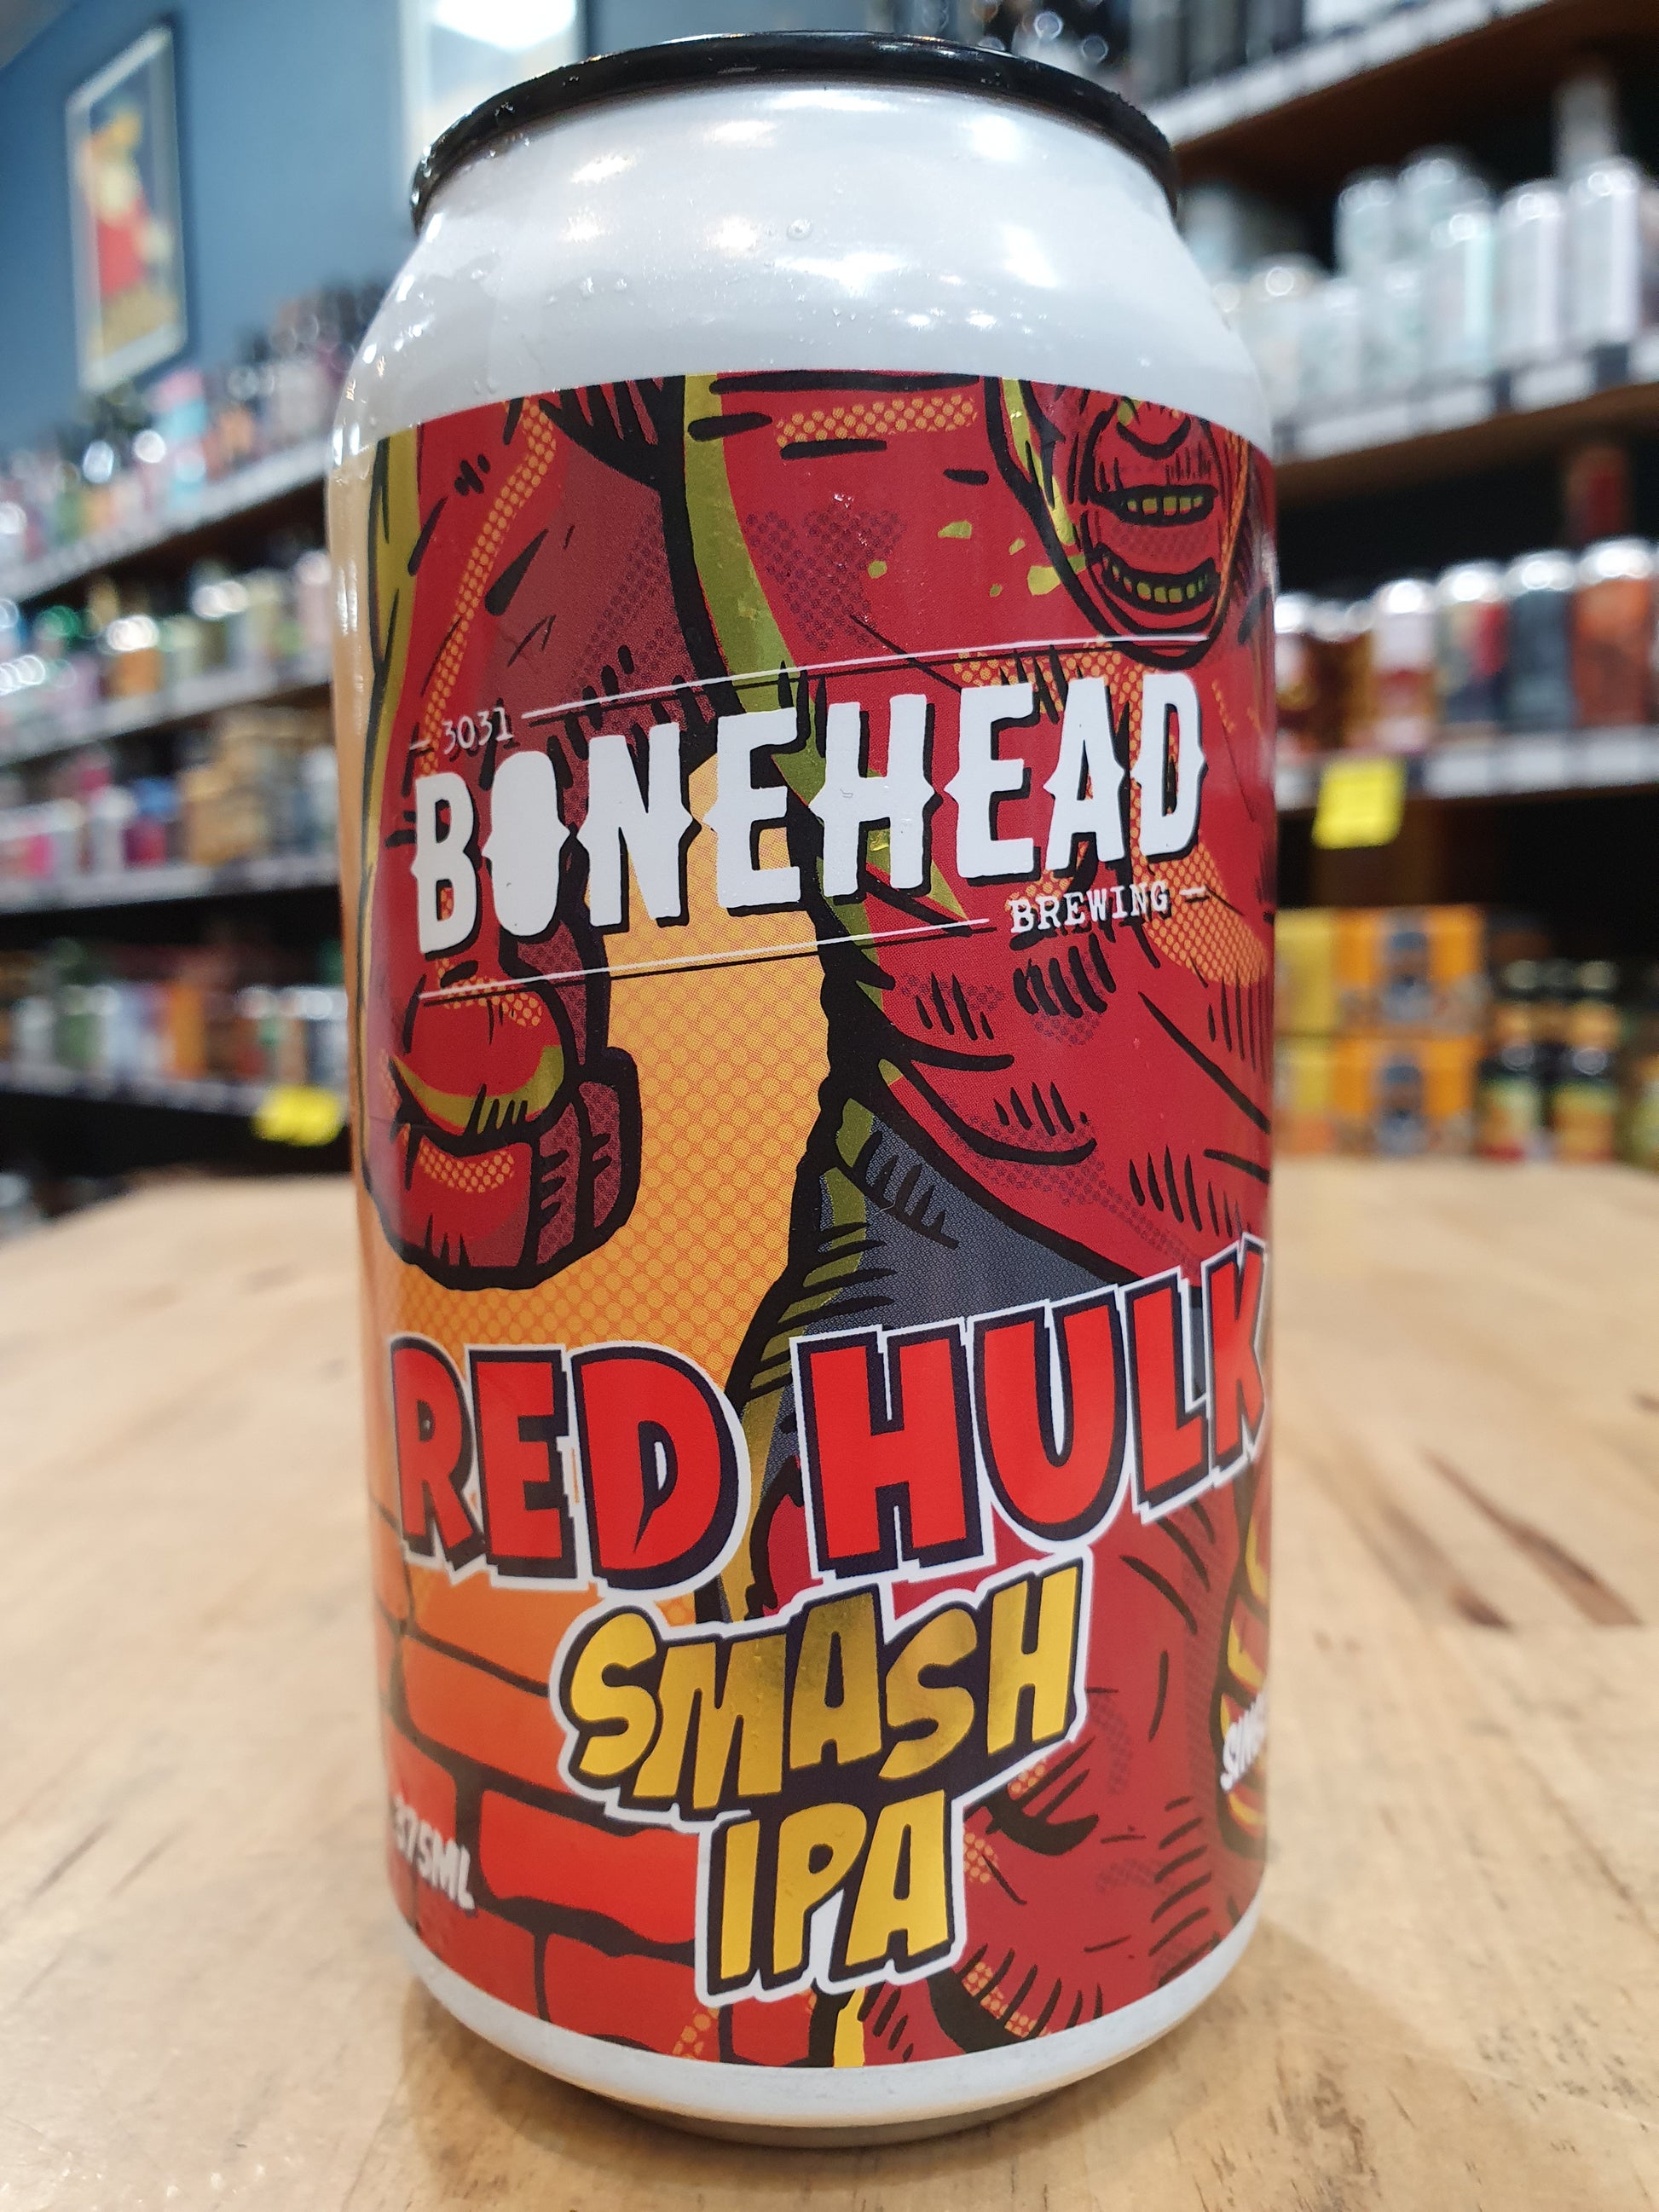 3031
BONEHEAD
BREWING
RED HULK
SMASH
IPA
375ML